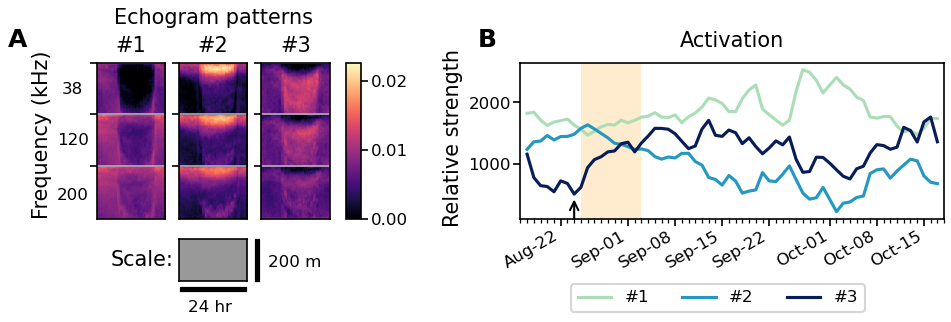 A
Echogram patterns
#1 #2 #3
Frequency (kHz)
38
120
200
0.02
0.01
0.00
Scale:
200 m
24 hr
B
Activation
Relative strength
2000
1000
Aug-22 Sep-01 Sep-08 Sep-15 Sep-22 Oct-01 Oct-08 Oct-15
#1 #2 #3